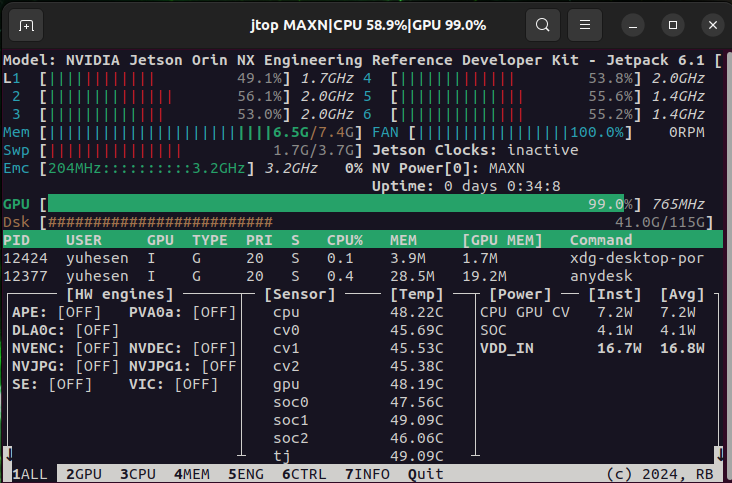 jtop MAXN|CPU 58.9%|GPU 99.0%
Model: NVIDIA Jetson Orin NX Engineering Reference Developer Kit - Jetpack 6.1 [
L1 [ 49.1%] 1.7GHz 4 [ 53.8%] 2.0GHz
2 [ 56.1%] 2.0GHz 5 [ 55.6%] 1.4GHz
3 [ 53.0%] 2.0GHz 6 [ 55.2%] 1.4GHz
Mem [ 6.5G/7.4G] FAN [ 100.0%] 0RPM
Swp [ 1.7G/3.7G] Jetson Clocks: inactive
Emc [204MHz::::::::::3.2GHz] 3.2GHz 0% NV Power[0]: MAXN
Uptime: 0 days 0:34:8
GPU [ 99.0%] 765MHz
Dsk [######################### 41.0G/115G]
PID USER GPU TYPE PRI S CPU% MEM [GPU MEM] Command
12424 yuhesen I G 20 S 0.1 3.9M 1.7M xdg-desktop-por
12377 yuhesen I G 20 S 0.4 28.5M 19.2M anydesk
[HW engines] [Sensor] [Temp] [Power] [Inst] [Avg]
APE: [OFF] PVA0a: [OFF] cpu 48.22C CPU GPU CV 7.2W 7.2W
DLA0c: [OFF] cv0 45.69C SOC 4.1W 4.1W
NVENC: [OFF] NVDEC: [OFF] cv1 45.53C VDD_IN 16.7W 16.8W
NVJPG: [OFF] NVJPG1: [OFF cv2 45.38C
SE: [OFF] VIC: [OFF] gpu 48.19C
soc0 47.56C
soc1 49.09C
soc2 46.06C
tj 49.09C
1ALL 2GPU 3CPU 4MEM 5ENG 6CTRL 7INFO Quit (c) 2024, RB